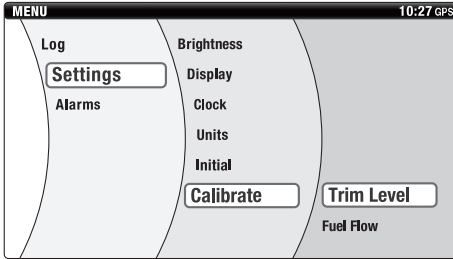 MENU 10:27 GPS
Log
Settings
Alarms
Brightness
Display
Clock
Units
Initial
Calibrate
Trim Level
Fuel Flow